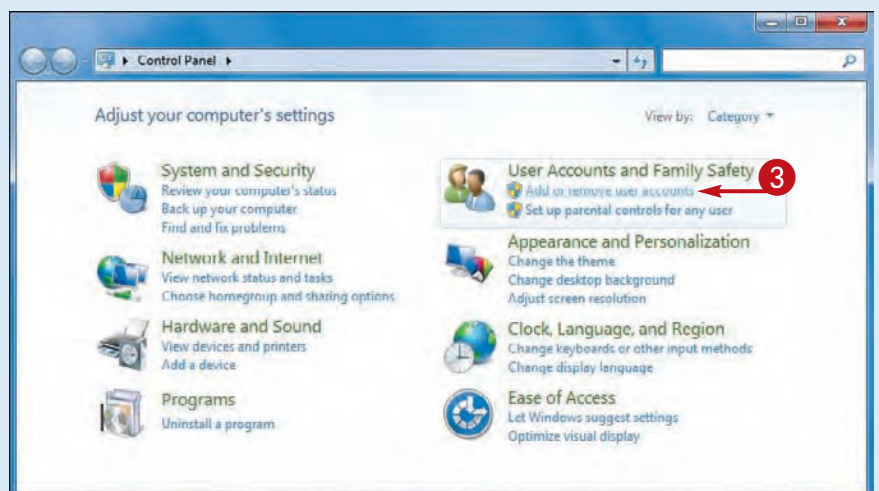 Control Panel
Adjust your computer's settings
View by: Category
System and Security
Review your computer's status
Back up your computer
Find and fix problems
Network and Internet
View network status and tasks
Choose homegroup and sharing options
Hardware and Sound
View devices and printers
Add a device
Programs
Uninstall a program
User Accounts and Family Safety
Add or remove user accounts
3
Set up parental controls for any user
Appearance and Personalization
Change the theme
Change desktop background
Adjust screen resolution
Clock, Language, and Region
Change keyboards or other input methods
Change display language
Ease of Access
Let Windows suggest settings
Optimize visual display